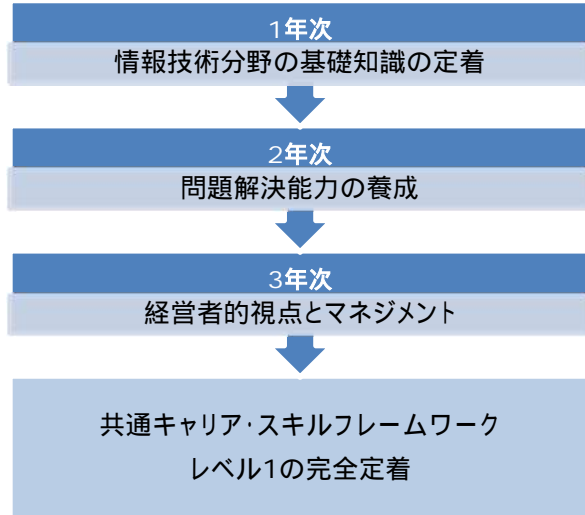 1年次
情報技術分野の基礎知識の定着
2年次
問題解決能力の養成
3年次
経営者的視点とマネジメント
共通キャリア・スキルフレームワーク
レベル1の完全定着